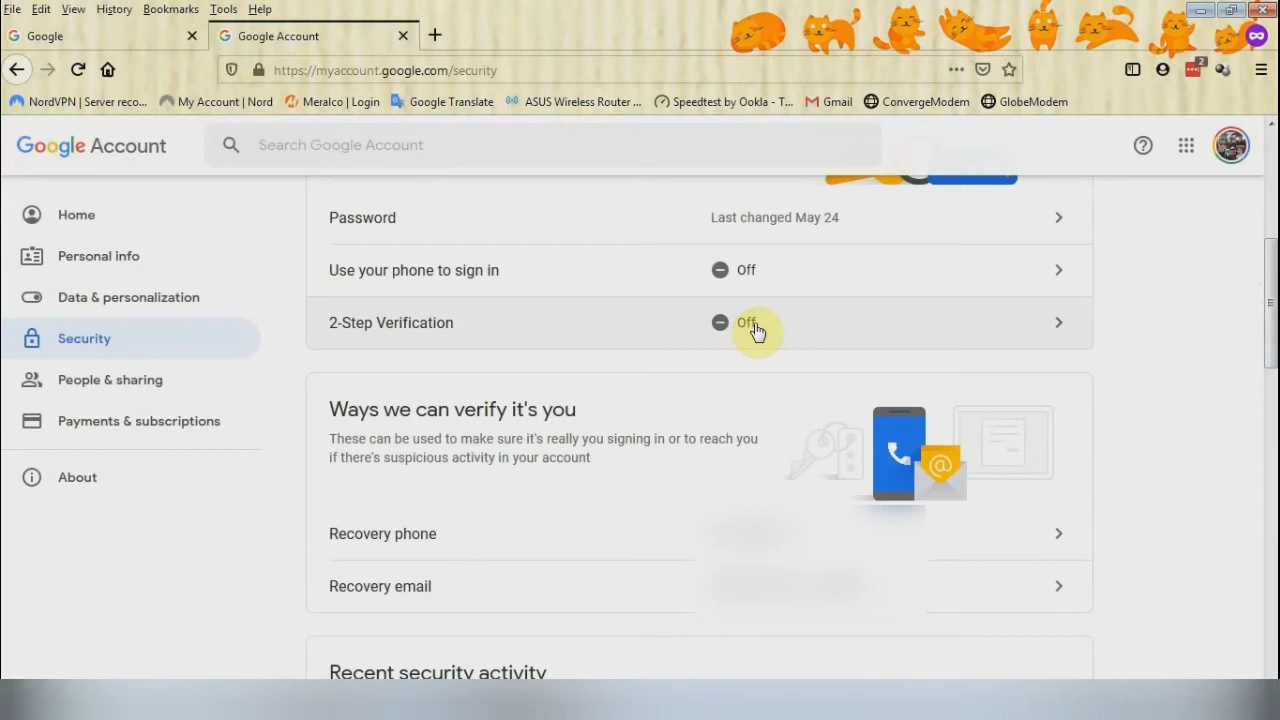 File Edit View History Bookmarks Tools Help
Google
Google Account
https://myaccount.google.com/security
2
NordVPN | Server reco...
My Account | Nord
Meralco | Login
Google Translate
ASUS Wireless Router ...
Speedtest by Ookla - T...
Gmail
ConvergeModem
GlobeModem
Google Account
Search Google Account
Home
Personal info
Data & personalization
Security
People & sharing
Payments & subscriptions
About
Password Last changed May 24
Use your phone to sign in Off
2-Step Verification Off
Ways we can verify it's you
These can be used to make sure it's really you signing in or to reach you
if there's suspicious activity in your account
Recovery phone
Recovery email
Recent security activity